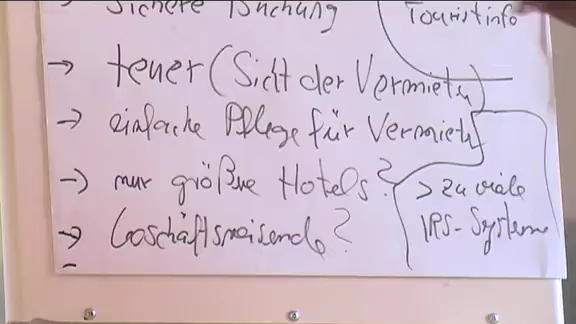 Sichere Buchung
Touristinfo
→ teuer (Sicht der Vermieter)
→ einfache Pflege für Vermieter
→ nur größere Hotels?
→ Geschäftsreisende?
> zu viele
IRS-Systeme